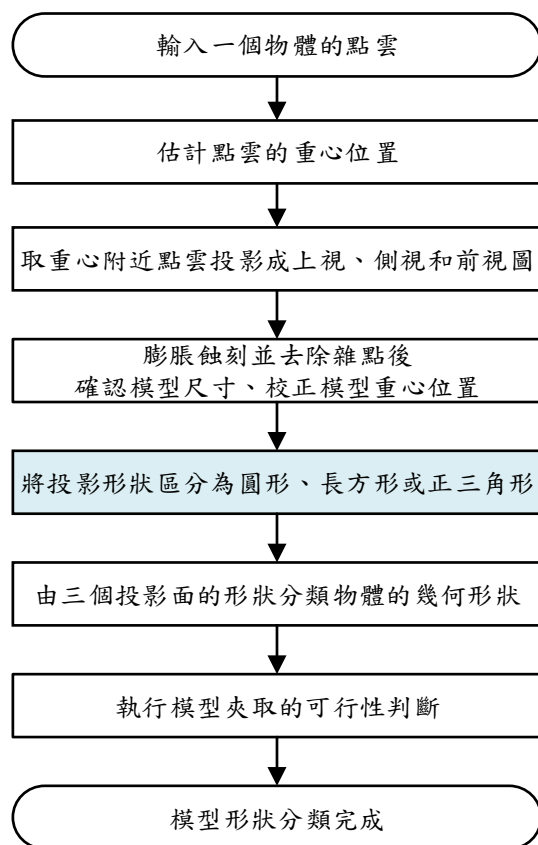 輸入一個物體的點雲
估計點雲的重心位置
取重心附近點雲投影成上視、側視和前視圖
膨脹蝕刻並去除雜點後
確認模型尺寸、校正模型重心位置
將投影形狀區分為圓形、長方形或正三角形
由三個投影面的形狀分類物體的幾何形狀
執行模型夾取的可行性判斷
模型形狀分類完成